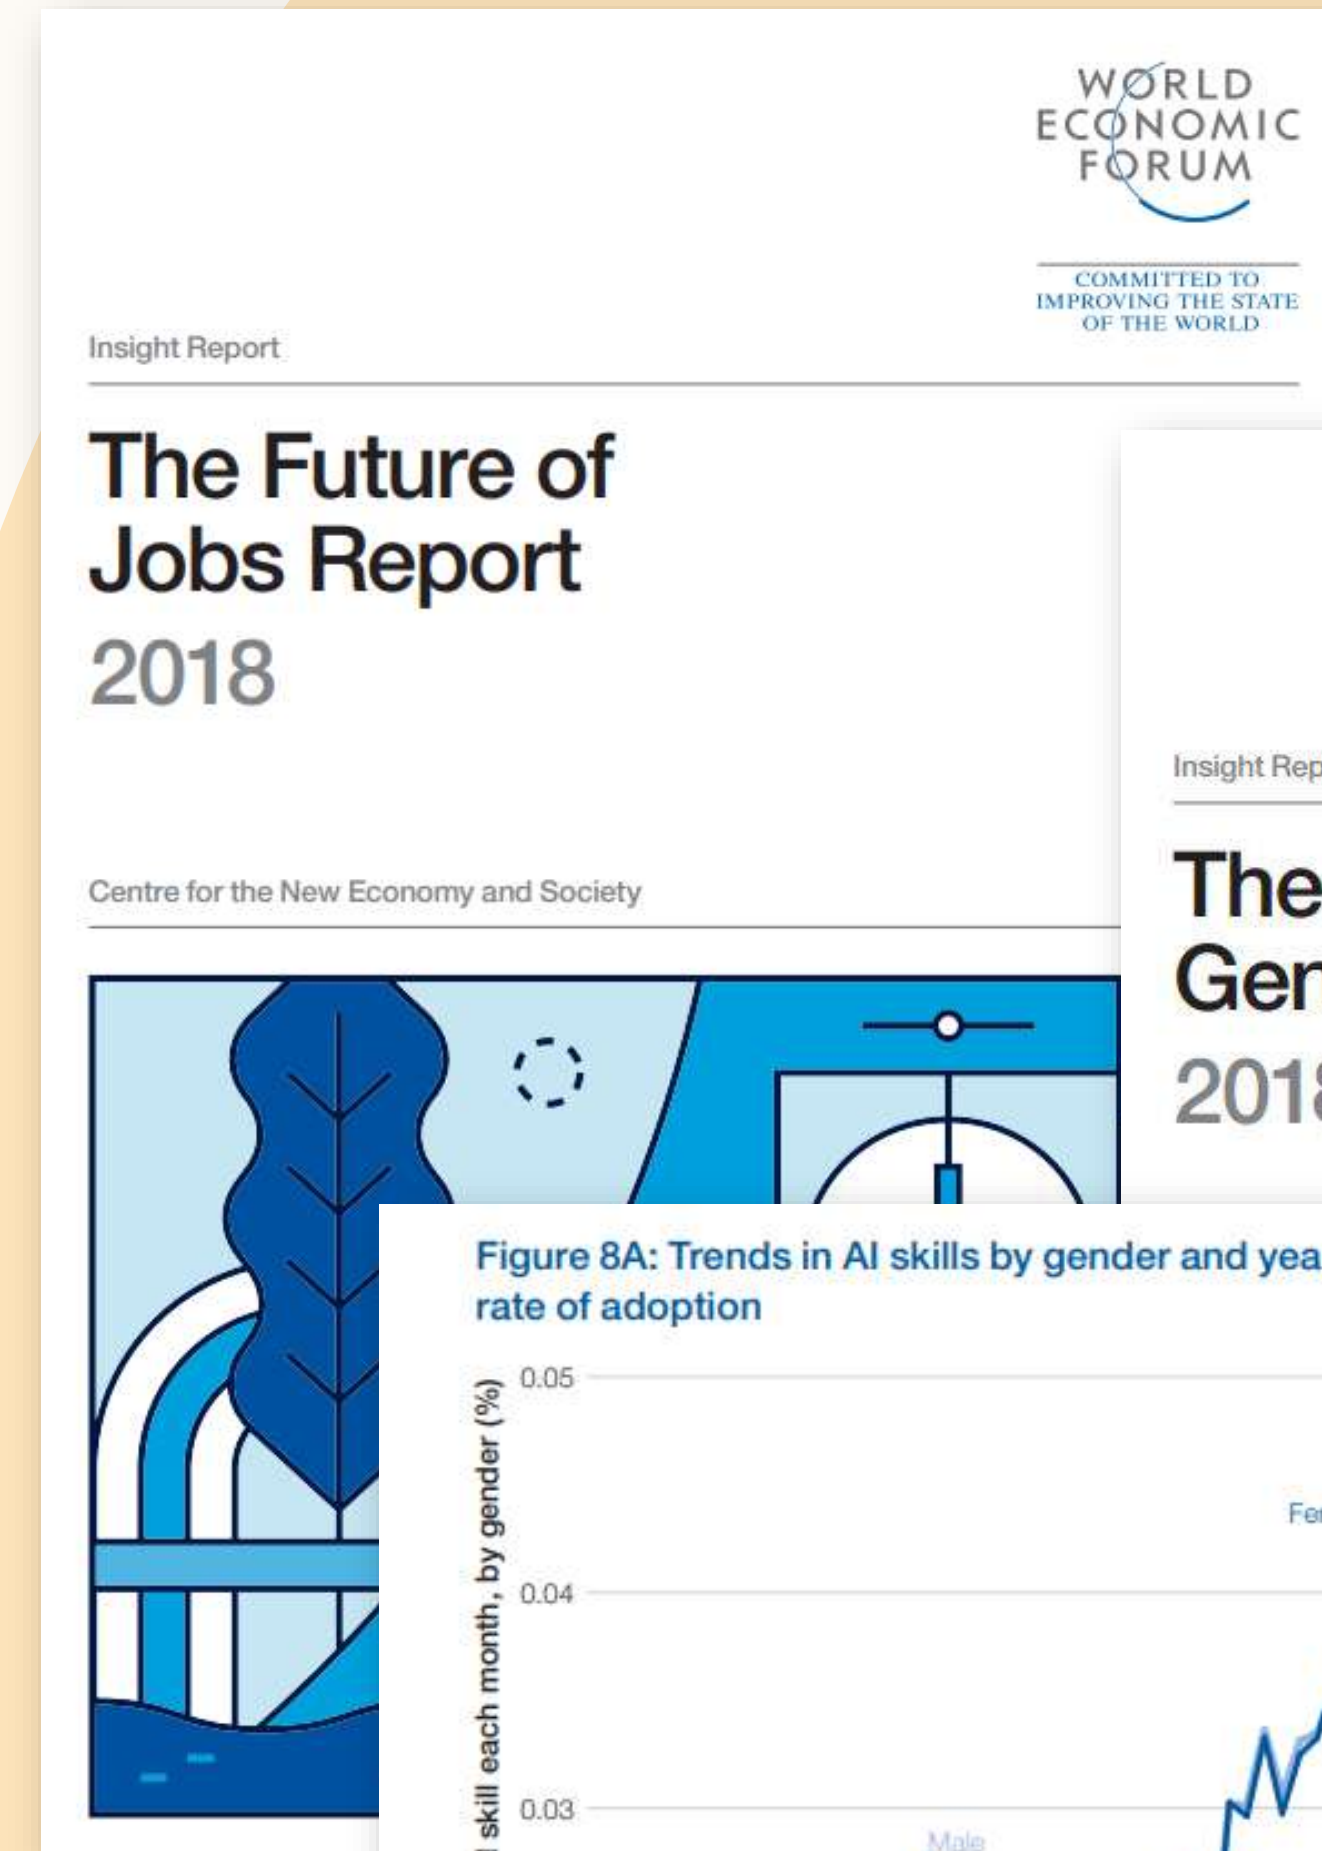 WORLD
ECONOMIC
FORUM
COMMITTED TO
IMPROVING THE STATE
OF THE WORLD
Insight Report
The Future of
Jobs Report
2018
Centre for the New Economy and Society
Insight Rep
The
Gen
2018
Figure 8A: Trends in AI skills by gender and yea
rate of adoption
skill each month, by gender (%)
0.05
0.04
0.03
Fe
Male